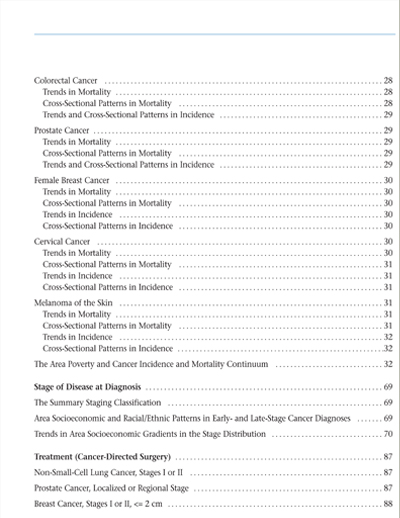 Colorectal Cancer . . . . . . . . . . . . . . . . . . . . 28
Trends in Mortality . . . . . . . . . . . . . . . . . . . . 28
Cross-Sectional Patterns in Mortality . . . . . . . . . . . . . . . . . . . . 28
Trends and Cross-Sectional Patterns in Incidence . . . . . . . . . . . . . . . . . . . . 29
Prostate Cancer . . . . . . . . . . . . . . . . . . . . 29
Trends in Mortality . . . . . . . . . . . . . . . . . . . . 29
Cross-Sectional Patterns in Mortality . . . . . . . . . . . . . . . . . . . . 29
Trends and Cross-Sectional Patterns in Incidence . . . . . . . . . . . . . . . . . . . . 29
Female Breast Cancer . . . . . . . . . . . . . . . . . . . . 30
Trends in Mortality . . . . . . . . . . . . . . . . . . . . 30
Cross-Sectional Patterns in Mortality . . . . . . . . . . . . . . . . . . . . 30
Trends in Incidence . . . . . . . . . . . . . . . . . . . . 30
Cross-Sectional Patterns in Incidence . . . . . . . . . . . . . . . . . . . . 30
Cervical Cancer . . . . . . . . . . . . . . . . . . . . 30
Trends in Mortality . . . . . . . . . . . . . . . . . . . . 30
Cross-Sectional Patterns in Mortality . . . . . . . . . . . . . . . . . . . . 31
Trends in Incidence . . . . . . . . . . . . . . . . . . . . 31
Cross-Sectional Patterns in Incidence . . . . . . . . . . . . . . . . . . . . 31
Melanoma of the Skin . . . . . . . . . . . . . . . . . . . . 31
Trends in Mortality . . . . . . . . . . . . . . . . . . . . 31
Cross-Sectional Patterns in Mortality . . . . . . . . . . . . . . . . . . . . 31
Trends in Incidence . . . . . . . . . . . . . . . . . . . . 32
Cross-Sectional Patterns in Incidence . . . . . . . . . . . . . . . . . . . . 32
The Area Poverty and Cancer Incidence and Mortality Continuum . . . . . . . . . . . . . . . . . . . . 32
Stage of Disease at Diagnosis . . . . . . . . . . . . . . . . . . . . 69
The Summary Staging Classification . . . . . . . . . . . . . . . . . . . . 69
Area Socioeconomic and Racial/Ethnic Patterns in Early- and Late-Stage Cancer Diagnoses . . . . . . . 69
Trends in Area Socioeconomic Gradients in the Stage Distribution . . . . . . . . . . . . . . . . . . . . 70
Treatment (Cancer-Directed Surgery) . . . . . . . . . . . . . . . . . . . . 87
Non-Small-Cell Lung Cancer, Stages I or II . . . . . . . . . . . . . . . . . . . . 87
Prostate Cancer, Localized or Regional Stage . . . . . . . . . . . . . . . . . . . . 87
Breast Cancer, Stages I or II, <= 2 cm . . . . . . . . . . . . . . . . . . . . 88